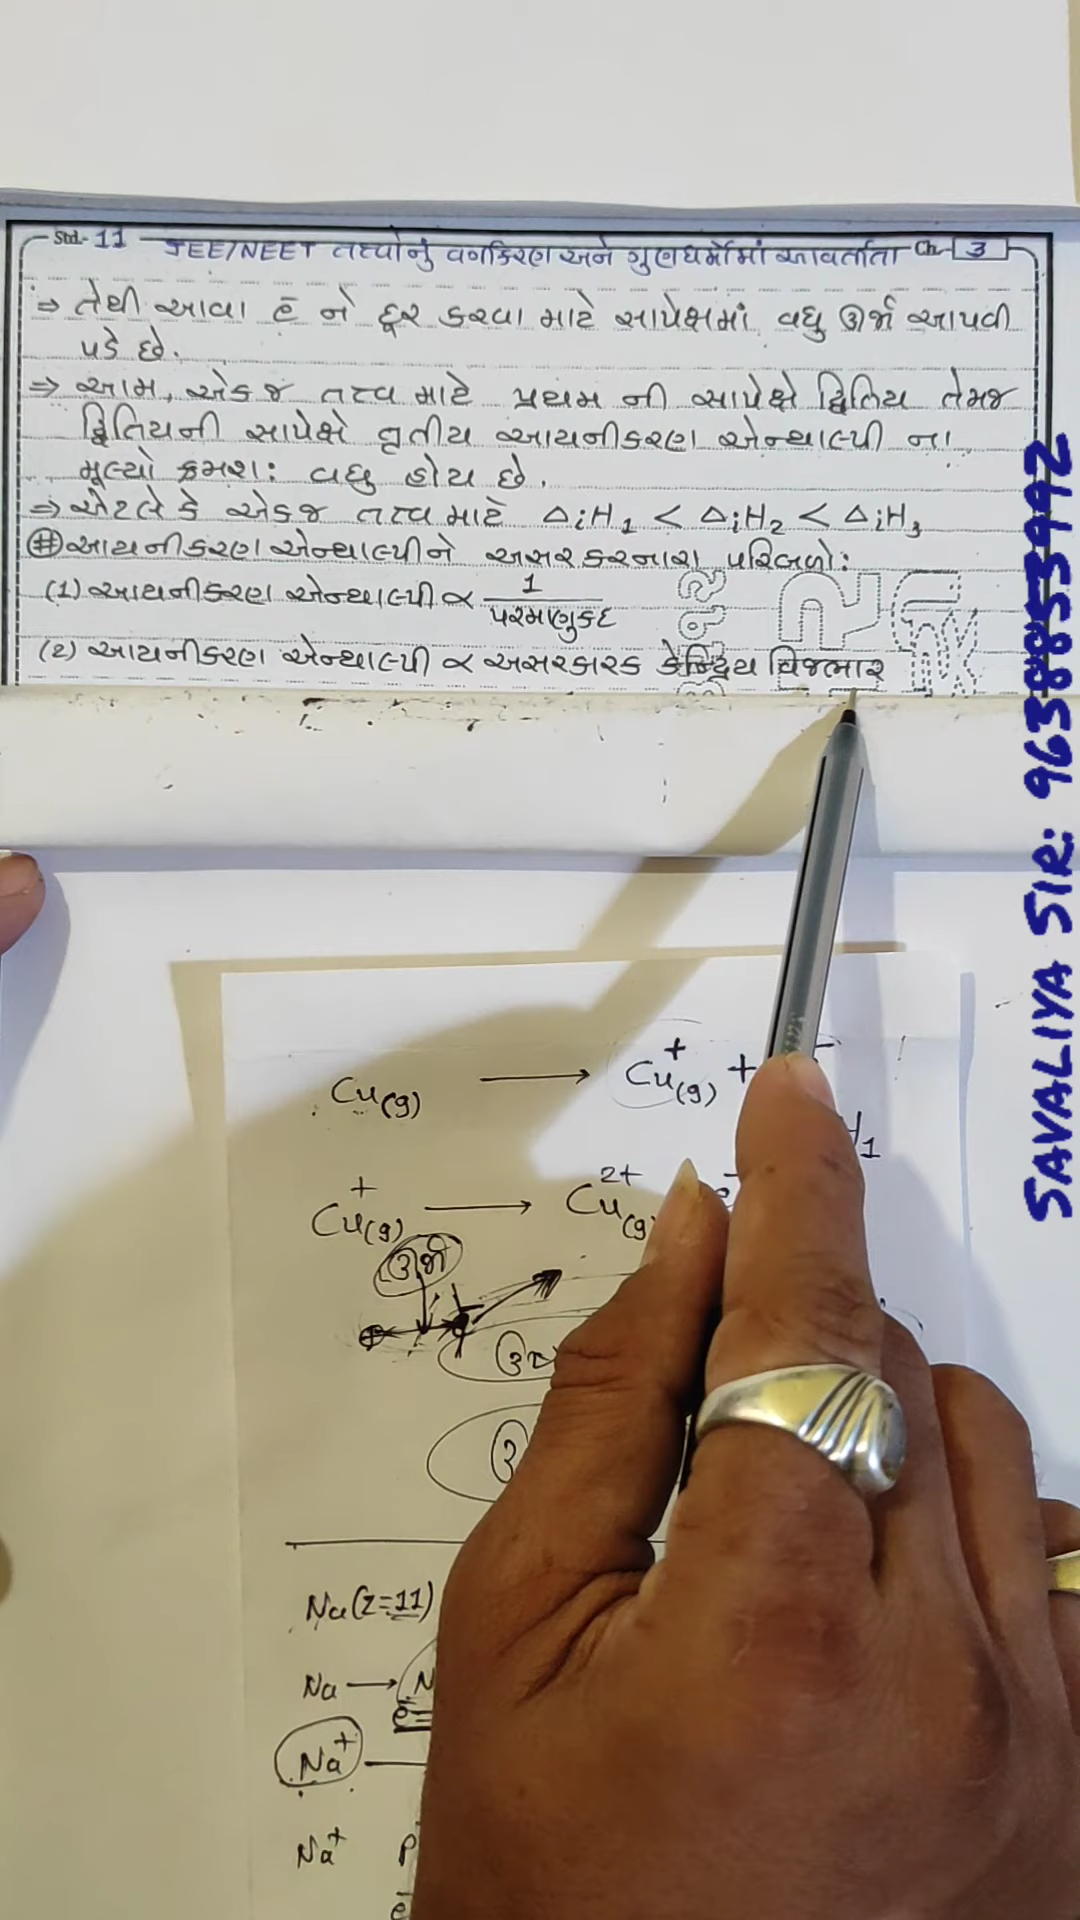 Std.-11 JEE/NEET તત્વોનું વર્ગીકરણ અને ગુણધર્મોમાં આવર્તતા Ch. 3
⇒ તેથી આવા e⁻ ને દૂર કરવા માટે સાપેક્ષમાં વધુ ઊર્જા આપવી
પડે છે.
⇒ આમ, એકજ તત્વ માટે પ્રથમ ની સાપેક્ષે દ્વિતિય તેમજ
દ્વિતિયની સાપેક્ષે તૃતીય આયનીકરણ એન્થાલ્પી ના
મૂલ્યો ક્રમશઃ વધુ હોય છે.
⇒ એટલે કે એકજ તત્વ માટે ΔiH₁ < ΔiH₂ < ΔiH₃
# આયનીકરણ એન્થાલ્પીને અસર કરનારા પરિબળો:
(1) આયનીકરણ એન્થાલ્પી ∝ 1/પરમાણુકદ
(2) આયનીકરણ એન્થાલ્પી ∝ અસરકારક કેન્દ્રિય વિજભાર
SAVALIYA SIR: 9638853992
Cu(g) → Cu⁺(g) +
H₁
Cu⁺(g) → Cu²⁺(g)
ઊર્જા
Na(Z=11)
Na →
Na⁺
Na⁺ P
e⁻